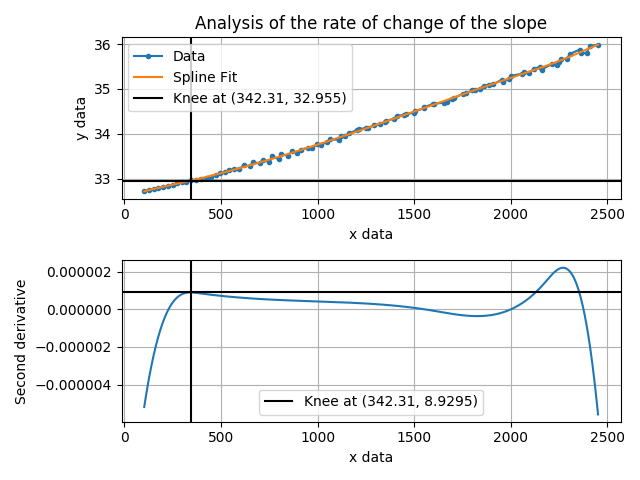 Analysis of the rate of change of the slope
36
35
34
33
y data
Data
Spline Fit
Knee at (342.31, 32.955)
0
500
1000
1500
2000
2500
x data
0.000002
0.000000
−0.000002
−0.000004
Second derivative
Knee at (342.31, 8.9295)
0
500
1000
1500
2000
2500
x data